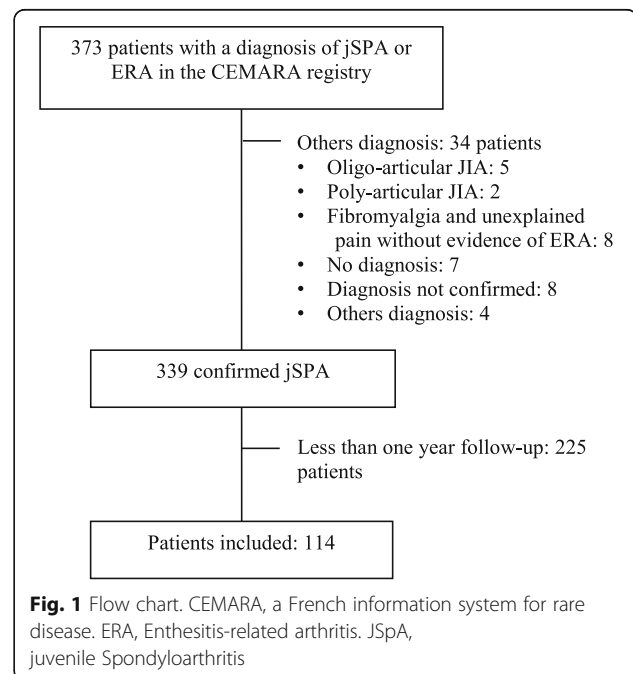 373 patients with a diagnosis of jSPA or
ERA in the CEMARA registry
Others diagnosis: 34 patients
• Oligo-articular JIA: 5
• Poly-articular JIA: 2
• Fibromyalgia and unexplained
pain without evidence of ERA: 8
• No diagnosis: 7
• Diagnosis not confirmed: 8
• Others diagnosis: 4
339 confirmed jSPA
Less than one year follow-up: 225
patients
Patients included: 114
Fig. 1 Flow chart. CEMARA, a French information system for rare
disease. ERA, Enthesitis-related arthritis. JSpA,
juvenile Spondyloarthritis